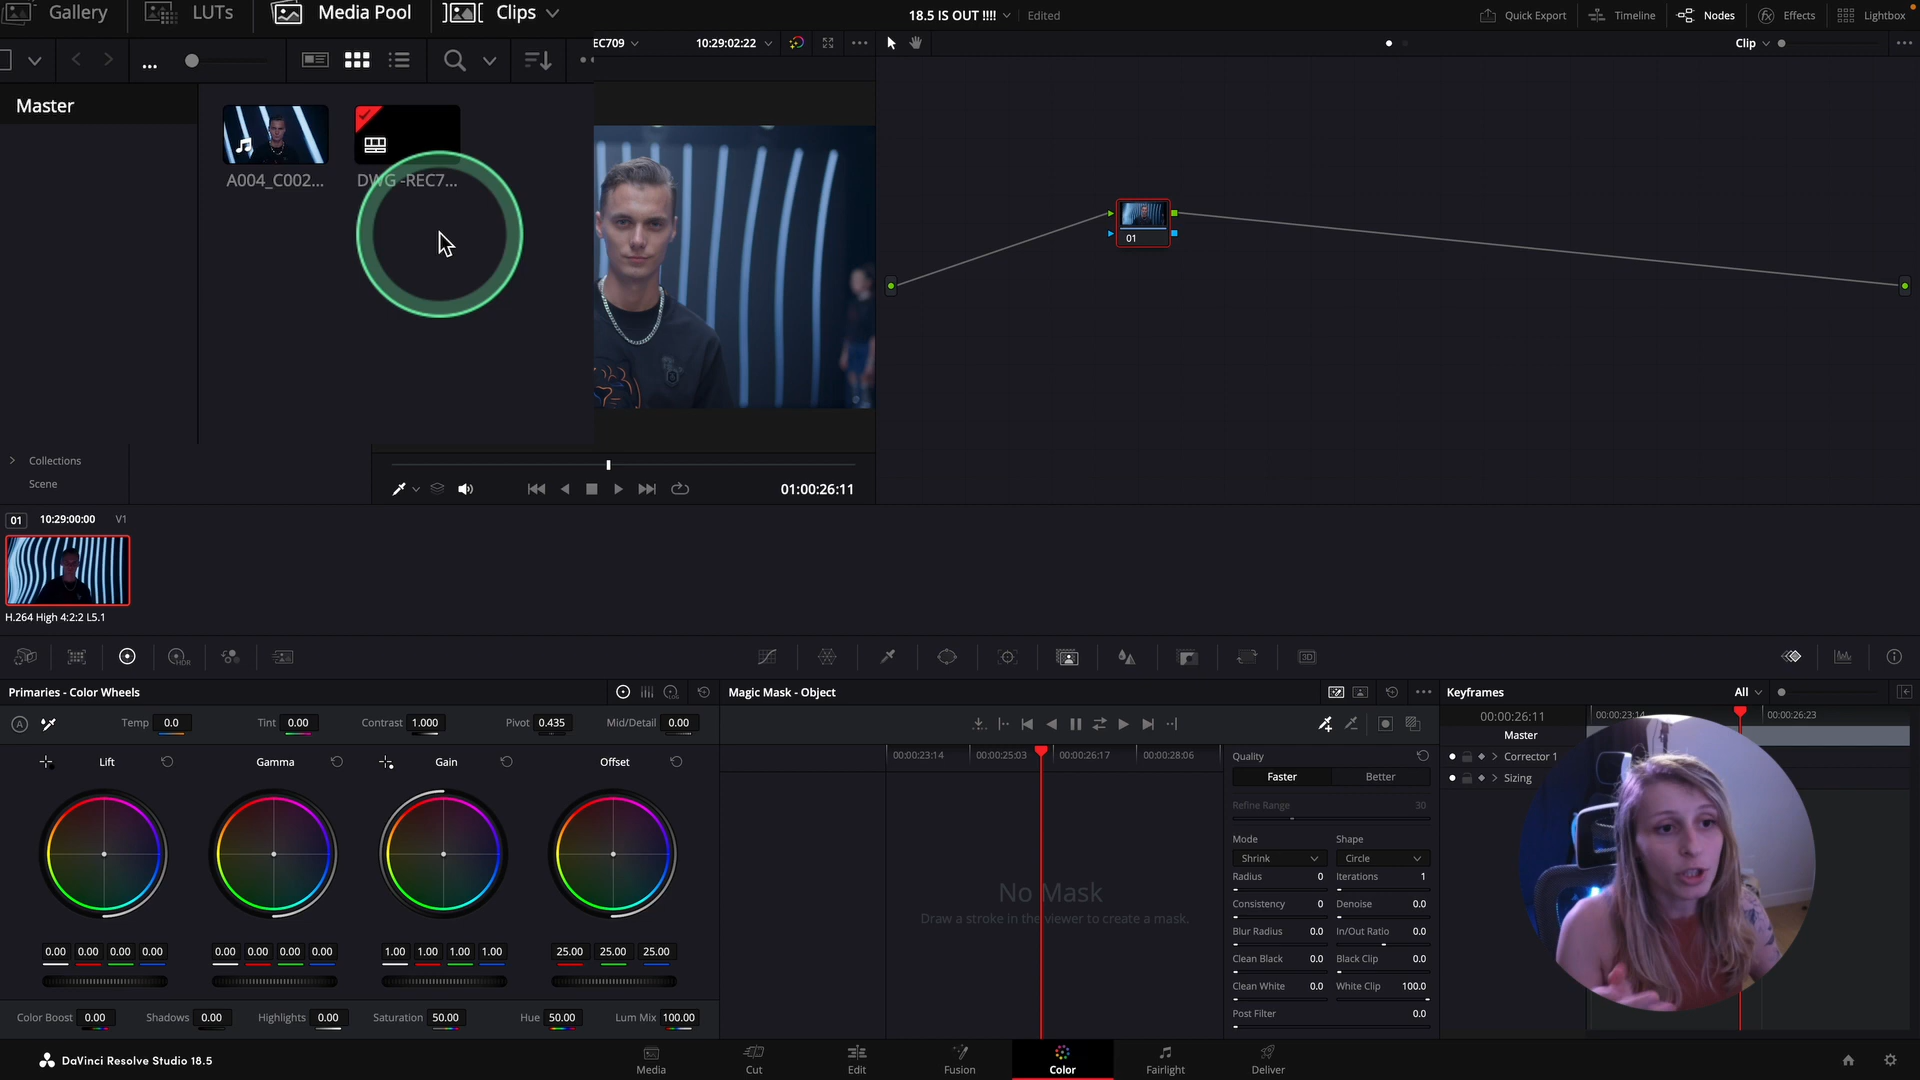 Gallery LUTs Media Pool Clips
18.5 IS OUT !!!! Edited
Quick Export Timeline Nodes Effects Lightbox
... EC709 10:29:02:22 ... Clip ...
Master
A004_C002... DWG -REC7...
01
Collections
Scene
01:00:26:11
01 10:29:00:00 V1
H.264 High 4:2:2 L5.1
HDR
LOG
3D
Primaries - Color Wheels
Temp 0.0 Tint 0.00 Contrast 1.000 Pivot 0.435 Mid/Detail 0.00
Lift Gamma Gain Offset
0.00 0.00 0.00 0.00 0.00 0.00 0.00 0.00 1.00 1.00 1.00 1.00 25.00 25.00 25.00
Color Boost 0.00 Shadows 0.00 Highlights 0.00 Saturation 50.00 Hue 50.00 Lum Mix 100.00
Magic Mask - Object
00:00:23:14 00:00:25:03 00:00:26:17 00:00:28:06
No Mask
Draw a stroke in the viewer to create a mask.
Quality
Faster Better
Refine Range 30
Mode Shape
Shrink Circle
Radius 0 Iterations 1
Consistency 0 Denoise 0.0
Blur Radius 0.0 In/Out Ratio 0.0
Clean Black 0.0 Black Clip 0.0
Clean White 0.0 White Clip 100.0
Post Filter 0.0
Keyframes All
00:00:26:11 00:00:23:14 00:00:26:23
Master
Corrector 1
Sizing
DaVinci Resolve Studio 18.5
Media Cut Edit Fusion Color Fairlight Deliver